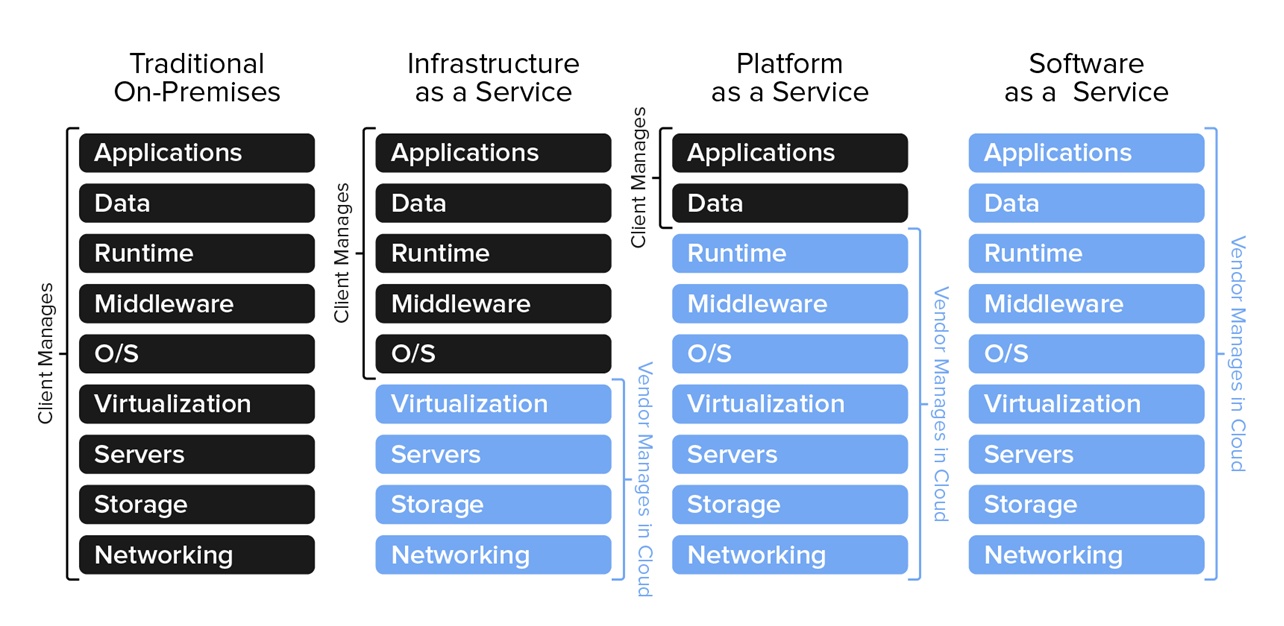 Traditional
On-Premises
Client Manages
Applications
Data
Runtime
Middleware
O/S
Virtualization
Servers
Storage
Networking
Infrastructure
as a Service
Client Manages
Applications
Data
Runtime
Middleware
O/S
Virtualization
Servers
Storage
Networking
Vendor Manages in Cloud
Platform
as a Service
Client Manages
Applications
Data
Runtime
Middleware
O/S
Virtualization
Servers
Storage
Networking
Vendor Manages in Cloud
Software
as a  Service
Applications
Data
Runtime
Middleware
O/S
Virtualization
Servers
Storage
Networking
Vendor Manages in Cloud